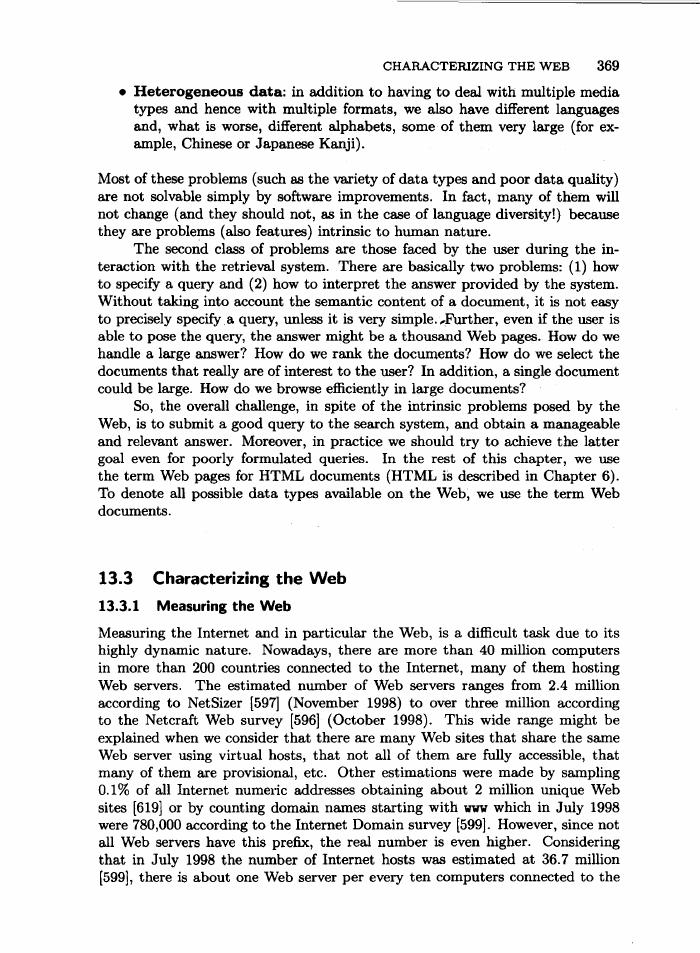 CHARACTERIZING THE WEB 369
• Heterogeneous data: in addition to having to deal with multiple media
types and hence with multiple formats, we also have different languages
and, what is worse, different alphabets, some of them very large (for ex-
ample, Chinese or Japanese Kanji).
Most of these problems (such as the variety of data types and poor data quality)
are not solvable simply by software improvements. In fact, many of them will
not change (and they should not, as in the case of language diversity!) because
they are problems (also features) intrinsic to human nature.
The second class of problems are those faced by the user during the in-
teraction with the retrieval system. There are basically two problems: (1) how
to specify a query and (2) how to interpret the answer provided by the system.
Without taking into account the semantic content of a document, it is not easy
to precisely specify a query, unless it is very simple. Further, even if the user is
able to pose the query, the answer might be a thousand Web pages. How do we
handle a large answer? How do we rank the documents? How do we select the
documents that really are of interest to the user? In addition, a single document
could be large. How do we browse efficiently in large documents?
So, the overall challenge, in spite of the intrinsic problems posed by the
Web, is to submit a good query to the search system, and obtain a manageable
and relevant answer. Moreover, in practice we should try to achieve the latter
goal even for poorly formulated queries. In the rest of this chapter, we use
the term Web pages for HTML documents (HTML is described in Chapter 6).
To denote all possible data types available on the Web, we use the term Web
documents.
13.3 Characterizing the Web
13.3.1 Measuring the Web
Measuring the Internet and in particular the Web, is a difficult task due to its
highly dynamic nature. Nowadays, there are more than 40 million computers
in more than 200 countries connected to the Internet, many of them hosting
Web servers. The estimated number of Web servers ranges from 2.4 million
according to NetSizer [597] (November 1998) to over three million according
to the Netcraft Web survey [596] (October 1998). This wide range might be
explained when we consider that there are many Web sites that share the same
Web server using virtual hosts, that not all of them are fully accessible, that
many of them are provisional, etc. Other estimations were made by sampling
0.1% of all Internet numeric addresses obtaining about 2 million unique Web
sites [619] or by counting domain names starting with www which in July 1998
were 780,000 according to the Internet Domain survey [599]. However, since not
all Web servers have this prefix, the real number is even higher. Considering
that in July 1998 the number of Internet hosts was estimated at 36.7 million
[599], there is about one Web server per every ten computers connected to the